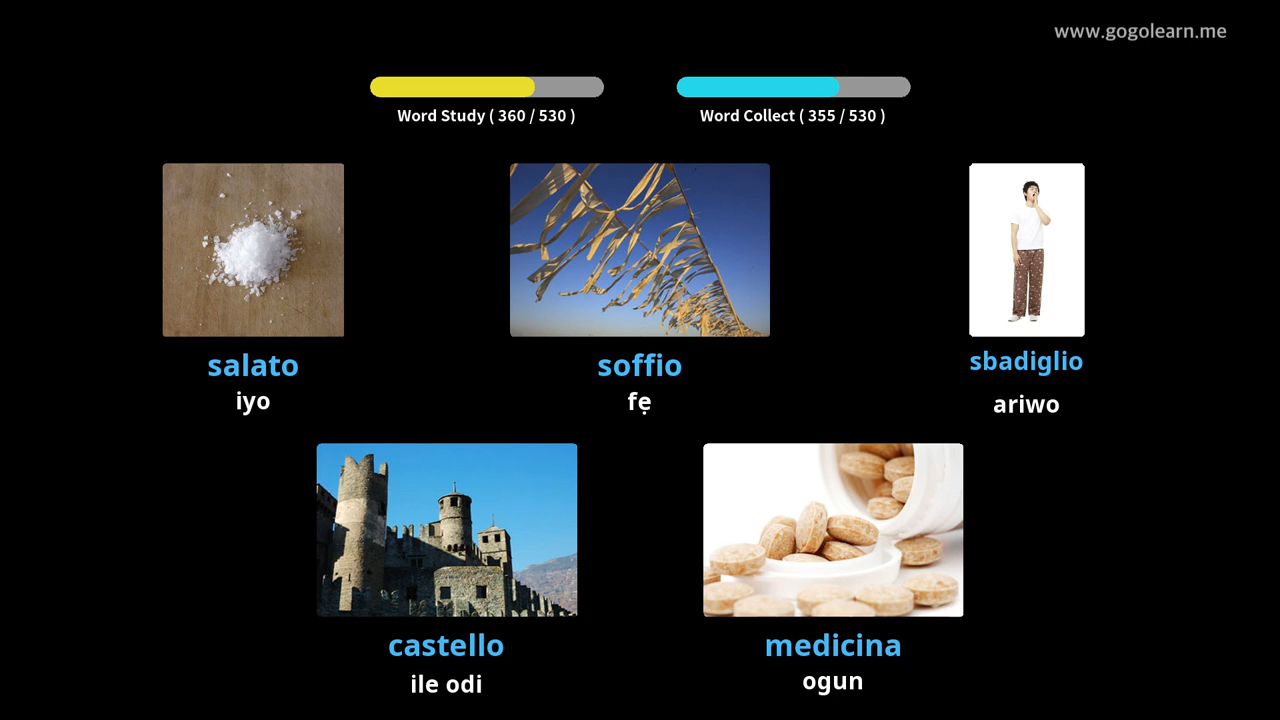 www.gogolearn.me
Word Study ( 360 / 530 )
Word Collect ( 355 / 530 )
salato
iyo
soffio
fẹ
sbadiglio
ariwo
castello
ile odi
medicina
ogun